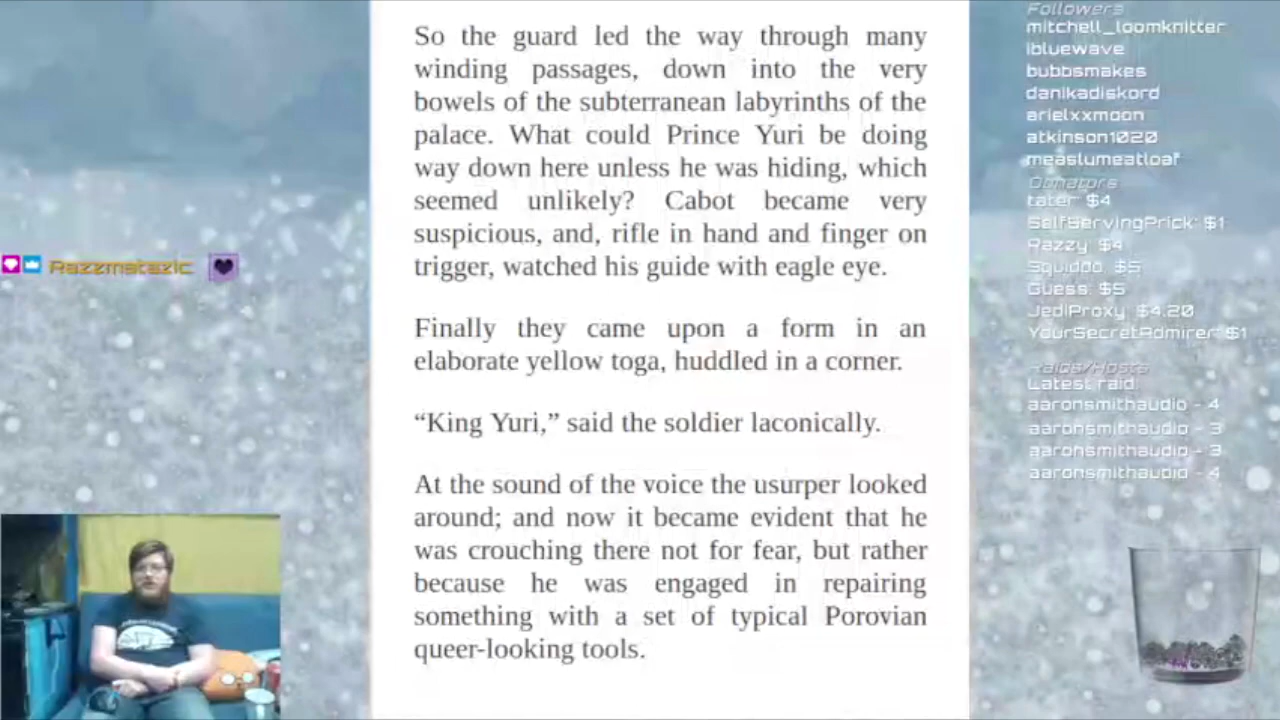 So the guard led the way through many
winding passages, down into the very
bowels of the subterranean labyrinths of the
palace. What could Prince Yuri be doing
way down here unless he was hiding, which
seemed unlikely? Cabot became very
suspicious, and, rifle in hand and finger on
trigger, watched his guide with eagle eye.
Finally they came upon a form in an
elaborate yellow toga, huddled in a corner.
“King Yuri,” said the soldier laconically.
At the sound of the voice the usurper looked
around; and now it became evident that he
was crouching there not for fear, but rather
because he was engaged in repairing
something with a set of typical Porovian
queer-looking tools.
Razzmatazic
Followers
mitchell_loomknitter
ibluewave
bubbsmakes
danikadiskord
arielxxmoon
atkinson1020
measlumeatloaf
Donators
tater: $4
SelfServingPrick: $1
Razzy: $4
Squidoo: $5
Guess: $5
JediProxy: $4.20
YourSecretAdmirer: $1
Raids/Hosts
Latest raid:
aaronsmithaudio - 4
aaronsmithaudio - 3
aaronsmithaudio - 3
aaronsmithaudio - 4